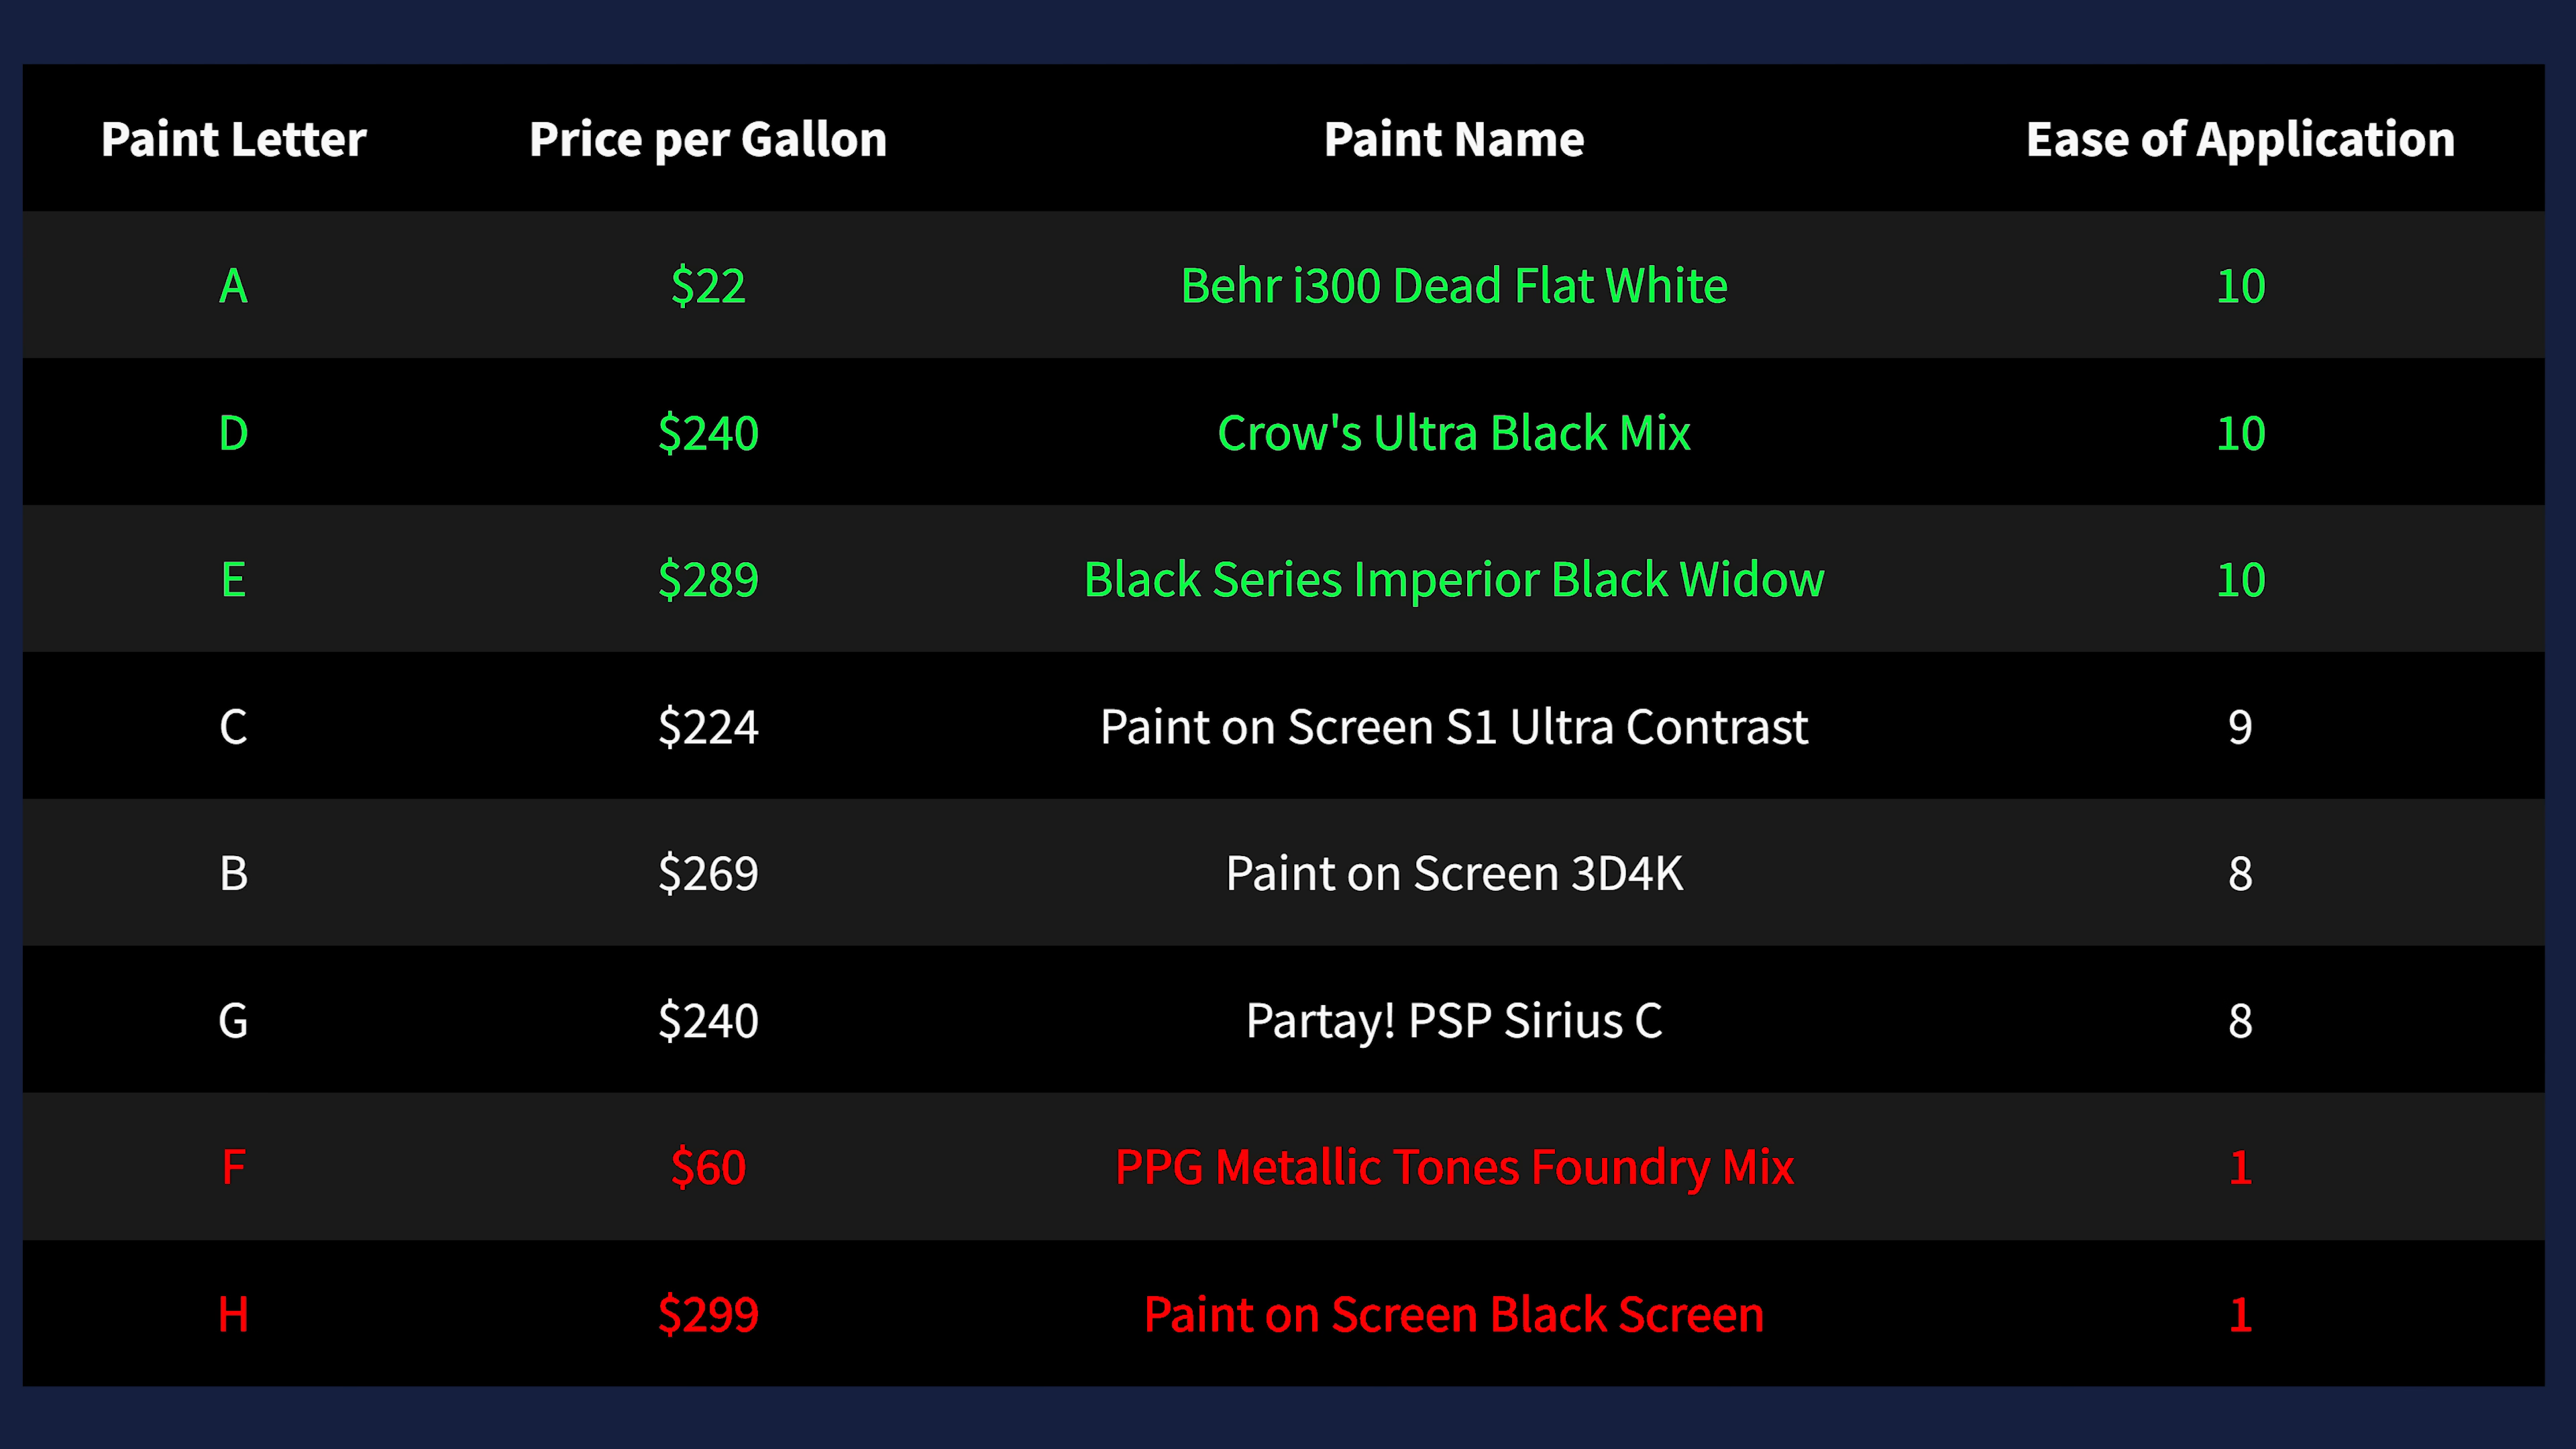 Paint Letter Price per Gallon Paint Name Ease of Application
A $22 Behr i300 Dead Flat White 10
D $240 Crow's Ultra Black Mix 10
E $289 Black Series Imperior Black Widow 10
C $224 Paint on Screen S1 Ultra Contrast 9
B $269 Paint on Screen 3D4K 8
G $240 Partay! PSP Sirius C 8
F $60 PPG Metallic Tones Foundry Mix 1
H $299 Paint on Screen Black Screen 1